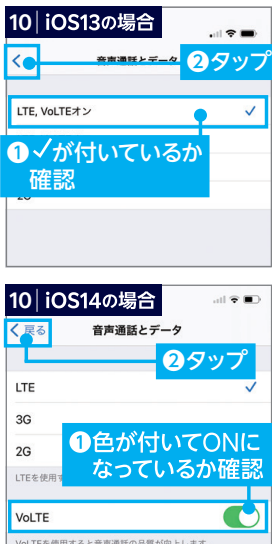 10 iOS13の場合
音声通話とデータ
❷タップ
LTE, VoLTEオン
❶✓が付いているか
確認
2G
10 iOS14の場合
戻る
音声通話とデータ
❷タップ
LTE
3G
2G
❶色が付いてONに
なっているか確認
LTEを使用す
VoLTE
VoLTEを使用すると音声通話の品質が向上します